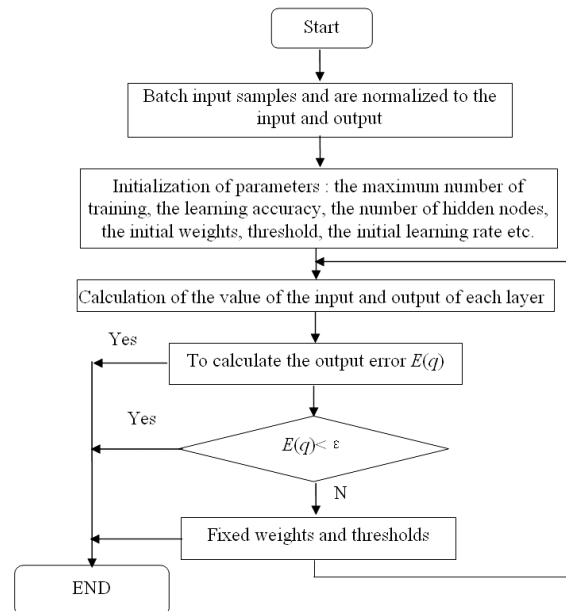 Start
Batch input samples and are normalized to the
input and output
Initialization of parameters : the maximum number of
training, the learning accuracy, the number of hidden nodes,
the initial weights, threshold, the initial learning rate etc.
Calculation of the value of the input and output of each layer
Yes
To calculate the output error E(q)
Yes
E(q)< ε
N
Fixed weights and thresholds
END